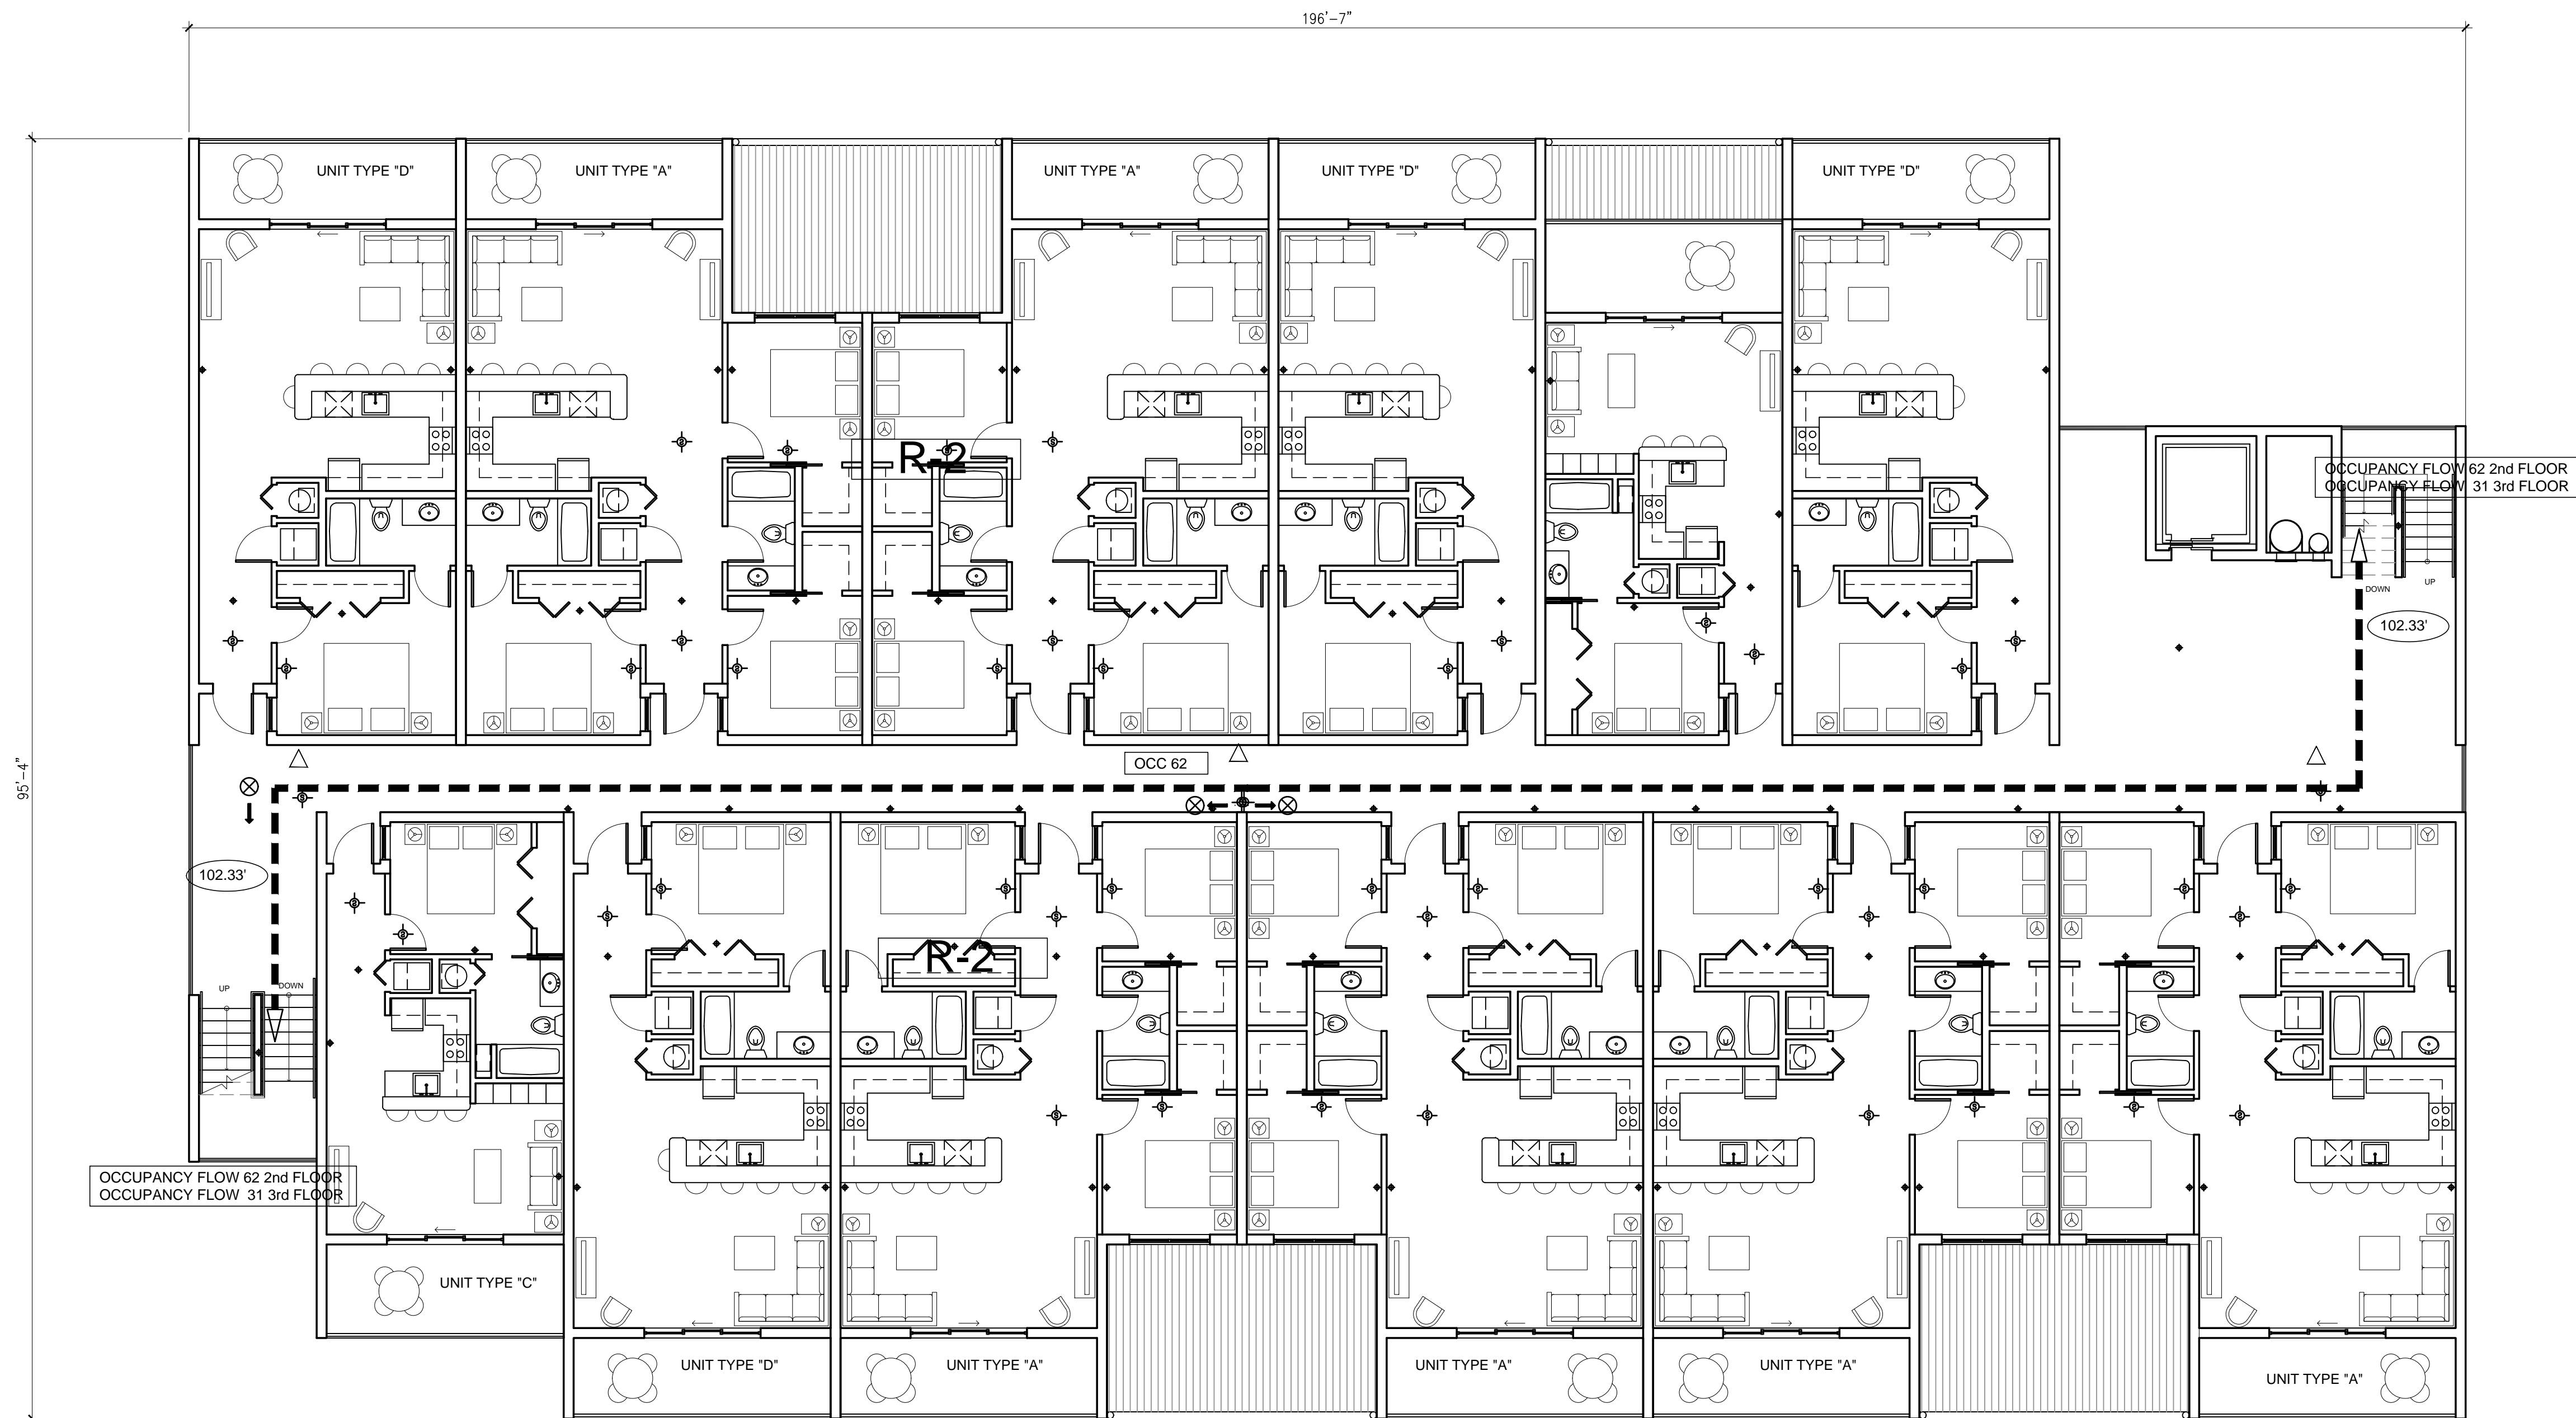 196'-7"
UNIT TYPE "D"
UNIT TYPE "A"
UNIT TYPE "A"
UNIT TYPE "D"
UNIT TYPE "D"
R-2
OCCUPANCY FLOW 62 2nd FLOOR
OCCUPANCY FLOW 31 3rd FLOOR
UP
DOWN
102.33'
OCC 62
95'-4"
102.33'
R-2
UP
DOWN
OCCUPANCY FLOW 62 2nd FLOOR
OCCUPANCY FLOW 31 3rd FLOOR
UNIT TYPE "C"
UNIT TYPE "D"
UNIT TYPE "A"
UNIT TYPE "A"
UNIT TYPE "A"
UNIT TYPE "A"